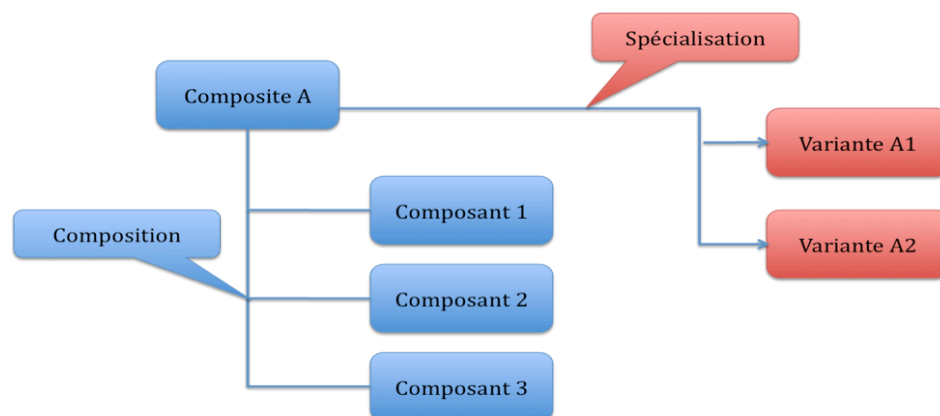 Spécialisation
Composite A
Variante A1
Composant 1
Composition
Variante A2
Composant 2
Composant 3